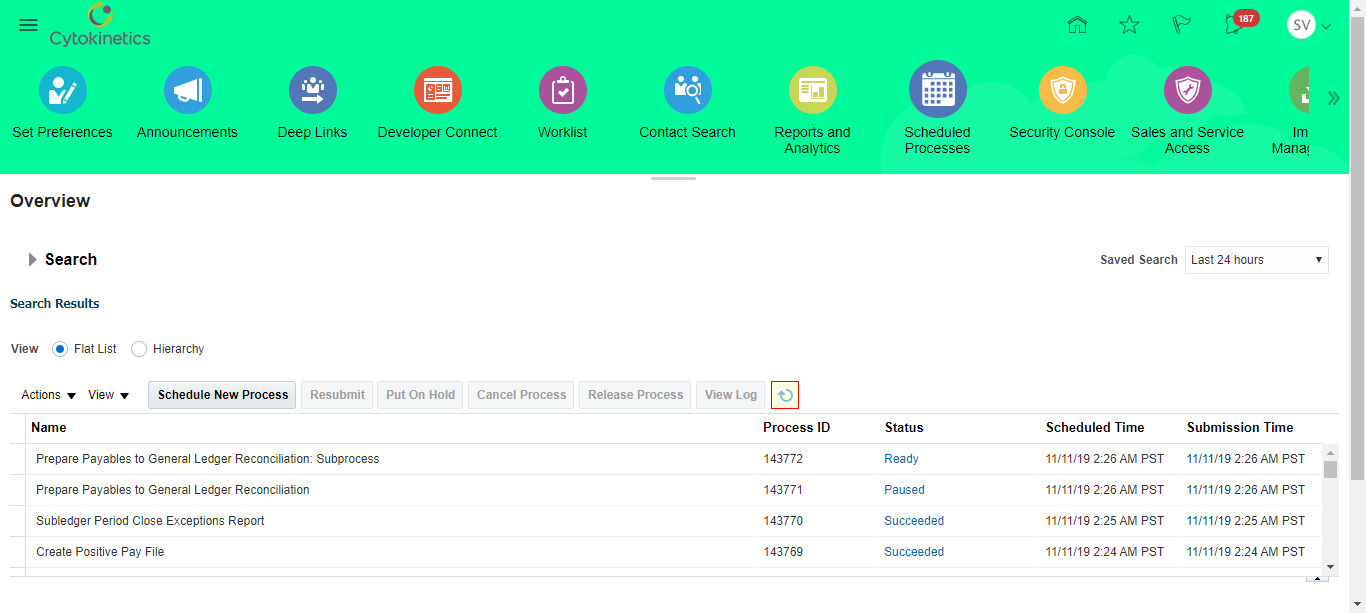 Cytokinetics
187
SV
Set Preferences
Announcements
Deep Links
Developer Connect
Worklist
Contact Search
Reports and
Analytics
Scheduled
Processes
Security Console
Sales and Service
Access
Im
Manag
Overview
Search
Saved Search Last 24 hours
Search Results
View Flat List Hierarchy
Actions View Schedule New Process Resubmit Put On Hold Cancel Process Release Process View Log
Name Process ID Status Scheduled Time Submission Time
Prepare Payables to General Ledger Reconciliation: Subprocess 143772 Ready 11/11/19 2:26 AM PST 11/11/19 2:26 AM PST
Prepare Payables to General Ledger Reconciliation 143771 Paused 11/11/19 2:26 AM PST 11/11/19 2:26 AM PST
Subledger Period Close Exceptions Report 143770 Succeeded 11/11/19 2:25 AM PST 11/11/19 2:25 AM PST
Create Positive Pay File 143769 Succeeded 11/11/19 2:24 AM PST 11/11/19 2:24 AM PST